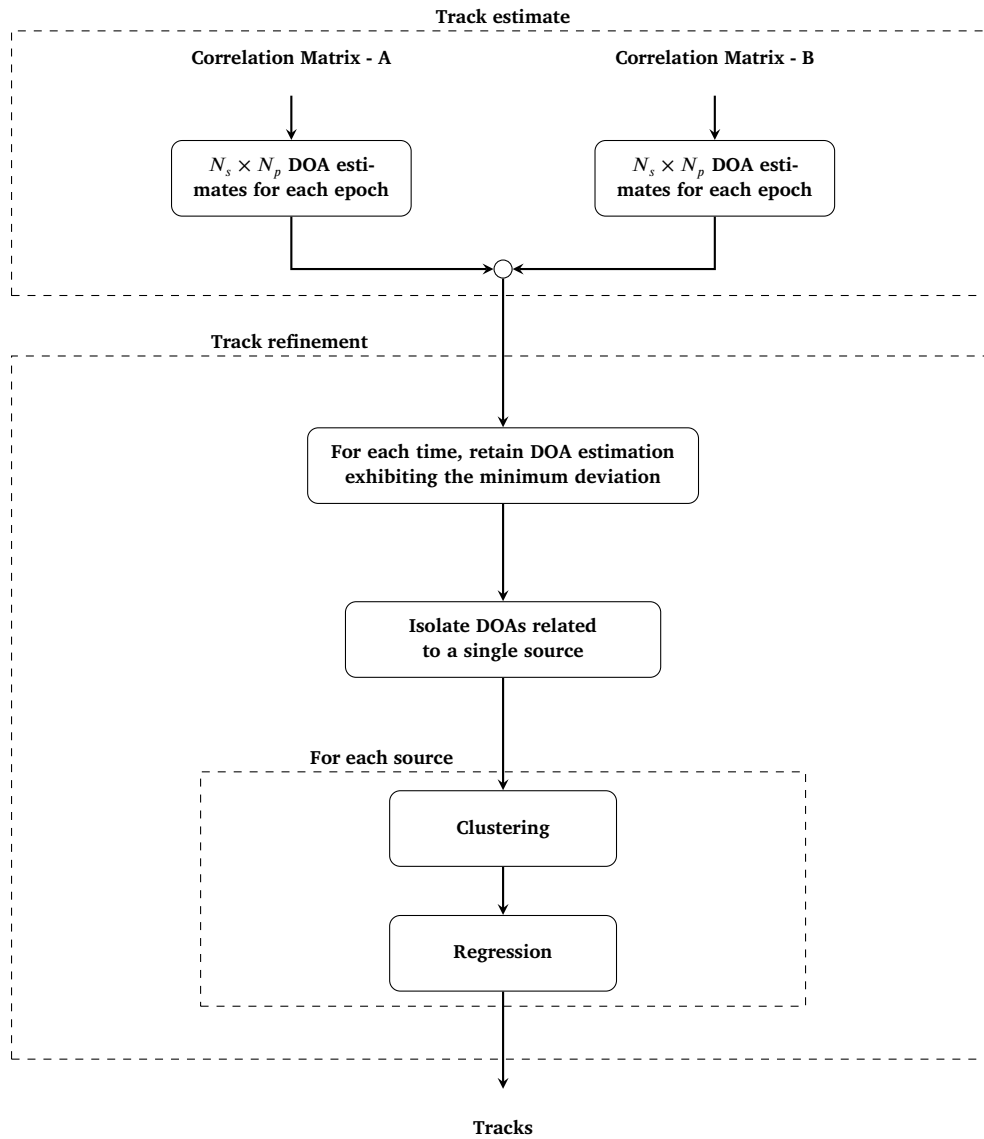 Track estimate
Correlation Matrix - A
Correlation Matrix - B
N_s × N_p DOA esti-
mates for each epoch
N_s × N_p DOA esti-
mates for each epoch
Track refinement
For each time, retain DOA estimation
exhibiting the minimum deviation
Isolate DOAs related
to a single source
For each source
Clustering
Regression
Tracks